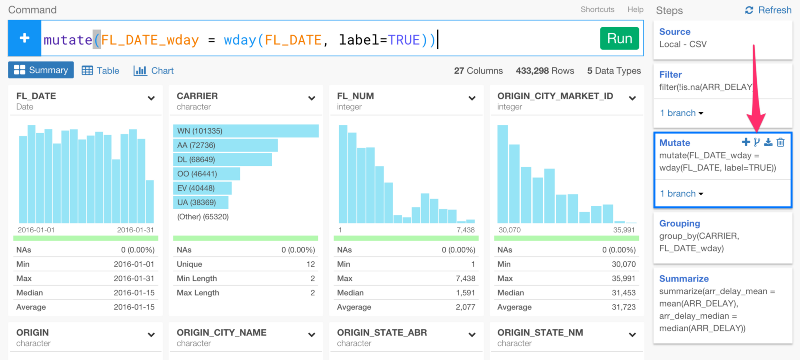 Command
Shortcuts Help
+ mutate(FL_DATE_wday = wday(FL_DATE, label=TRUE)) Run
Summary Table Chart
27 Columns 433,298 Rows 5 Data Types
FL_DATE
Date
2016-01-01 2016-01-31
NAs 0 (0.00%)
Min 2016-01-01
Max 2016-01-31
Median 2016-01-15
Average 2016-01-15
CARRIER
character
WN (101335)
AA (72736)
DL (68649)
OO (46441)
EV (40448)
UA (38369)
(Other) (65320)
NAs 0 (0.00%)
Unique 12
Min Length 2
Max Length 2
FL_NUM
integer
1 7,438
NAs 0 (0.00%)
Min 1
Max 7,438
Median 1,591
Avgerage 2,077
ORIGIN_CITY_MARKET_ID
integer
30,070 35,991
NAs 0 (0.00%)
Min 30,070
Max 35,991
Median 31,453
Avgerage 31,723
ORIGIN
character
ORIGIN_CITY_NAME
character
ORIGIN_STATE_ABR
character
ORIGIN_STATE_NM
character
Steps Refresh
Source
Local - CSV
Filter
filter(!is.na(ARR_DELAY)
1 branch
Mutate
mutate(FL_DATE_wday =
wday(FL_DATE, label=TRUE))
1 branch
Grouping
group_by(CARRIER,
FL_DATE_wday)
Summarize
summarize(arr_delay_mean =
mean(ARR_DELAY),
arr_delay_median =
median(ARR_DELAY))